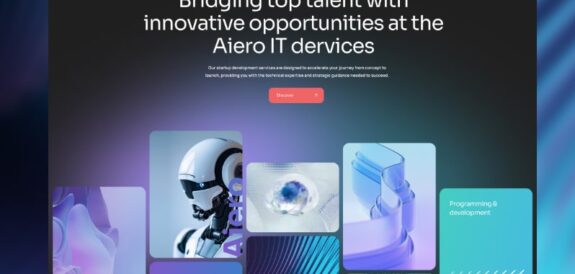 Bridging top talent with
innovative opportunities at the
Aiero IT dervices
Our startup development services are designed to accelerate your journey from concept to
launch, providing you with the technical expertise and strategic guidance needed to succeed.
Discover
Aiero
Programming &
development